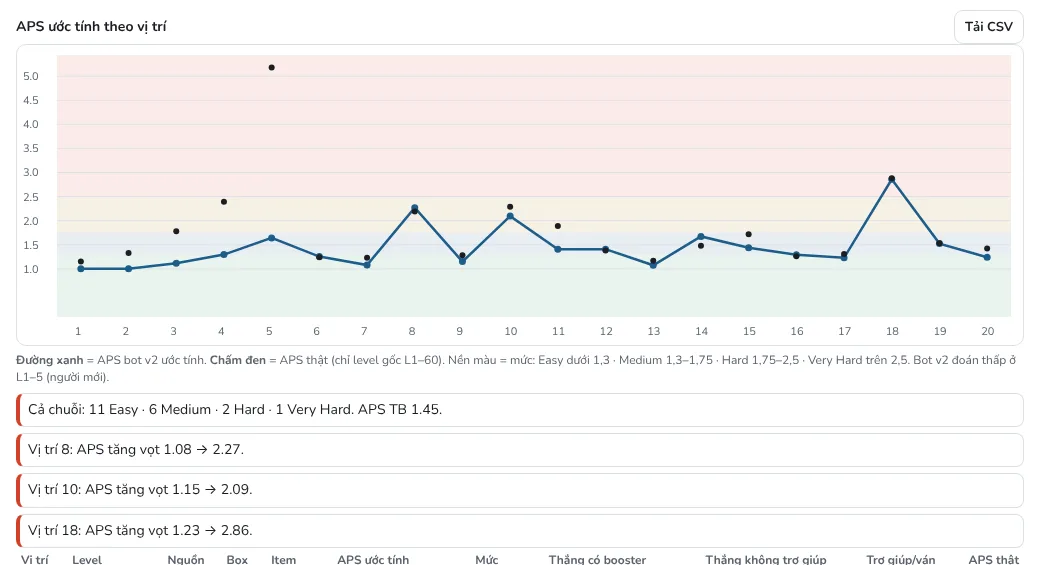 APS ước tính theo vị trí
Tải CSV
5.0
4.5
4.0
3.5
3.0
2.5
2.0
1.5
1.0
1 2 3 4 5 6 7 8 9 10 11 12 13 14 15 16 17 18 19 20
Đường xanh = APS bot v2 ước tính. Chấm đen = APS thật (chỉ level gốc L1–60). Nền màu = mức: Easy dưới 1,3 · Medium 1,3–1,75 · Hard 1,75–2,5 · Very Hard trên 2,5. Bot v2 đoán thấp ở
L1–5 (người mới).
Cả chuỗi: 11 Easy · 6 Medium · 2 Hard · 1 Very Hard. APS TB 1.45.
Vị trí 8: APS tăng vọt 1.08 → 2.27.
Vị trí 10: APS tăng vọt 1.15 → 2.09.
Vị trí 18: APS tăng vọt 1.23 → 2.86.
Vị trí Level Nguồn Box Item APS ước tính Mức Thắng có booster Thắng không trợ giúp Trợ giúp/ván APS thật